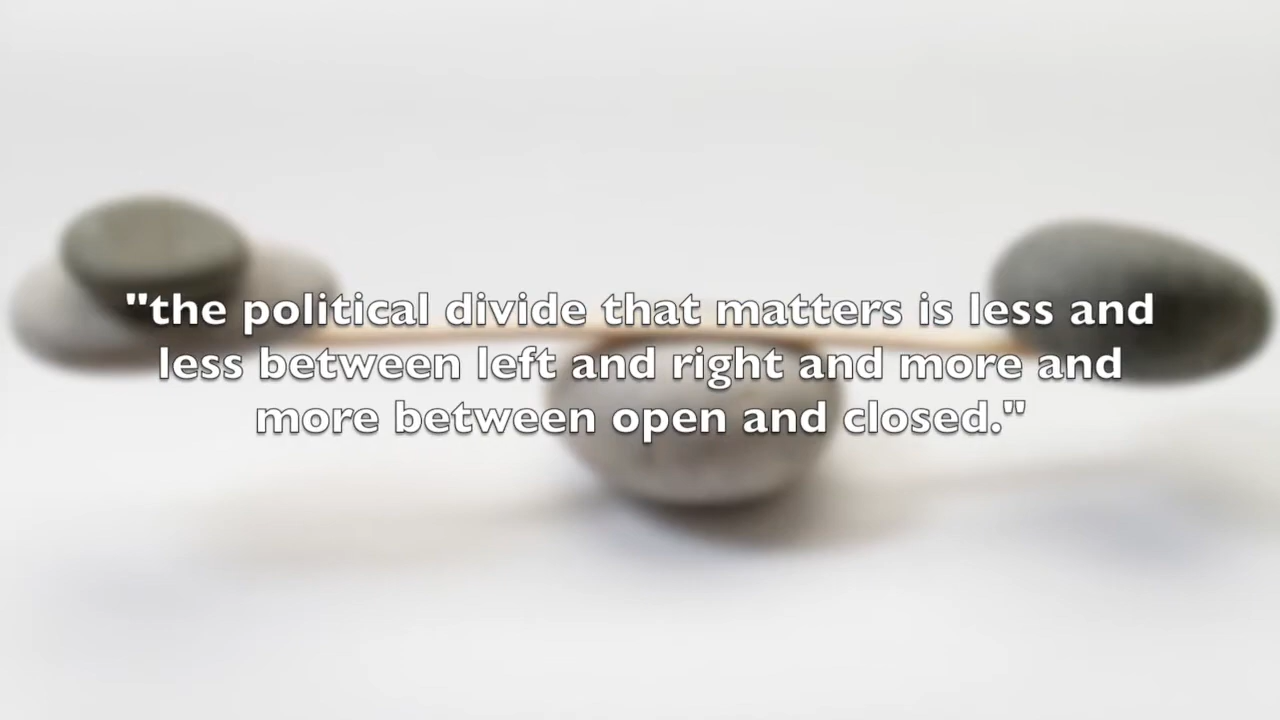 "the political divide that matters is less and
less between left and right and more and
more between open and closed."